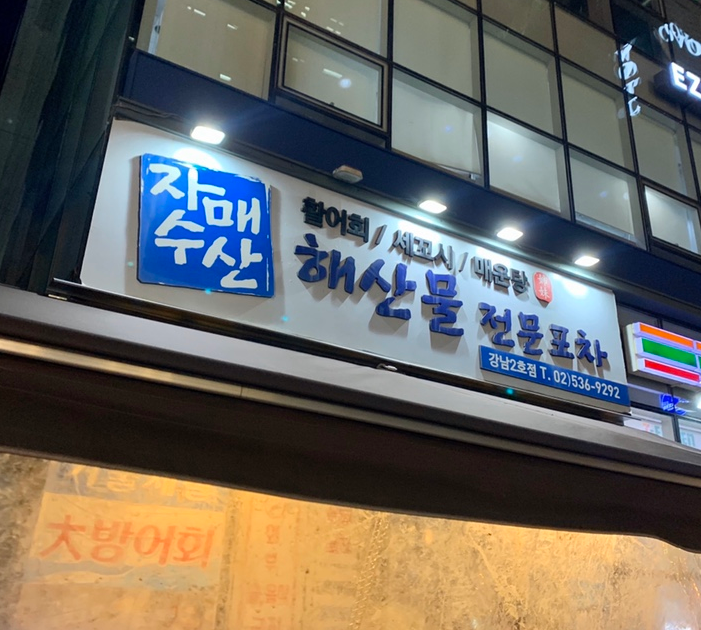 자매
수산
활어회 / 세꼬시 / 매운탕
해산물 전문포차
강남2호점 T. 02)536-9292
EZ
大방어회